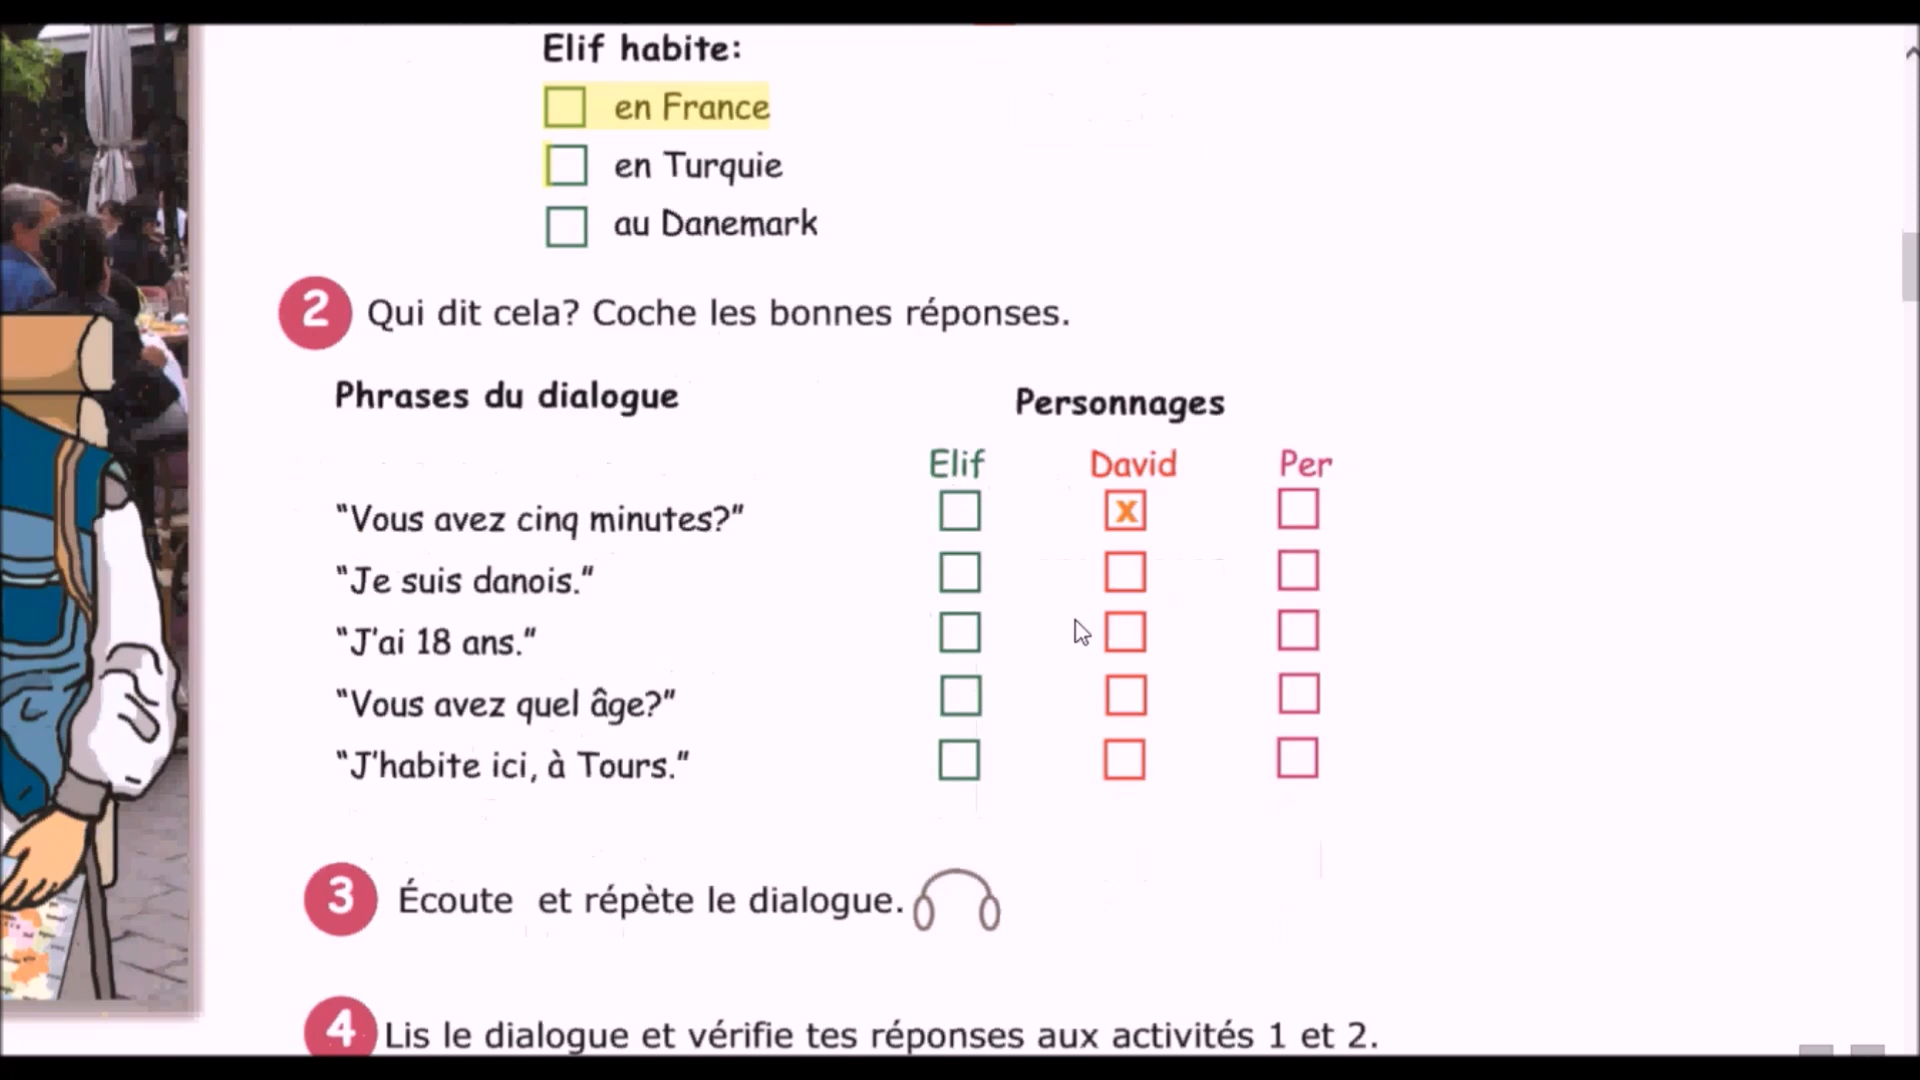 Elif habite:
en France
en Turquie
au Danemark
2 Qui dit cela? Coche les bonnes réponses.
Phrases du dialogue
Personnages
Elif David Per
"Vous avez cinq minutes?" x
"Je suis danois."
"J'ai 18 ans."
"Vous avez quel âge?"
"J'habite ici, à Tours."
3 Écoute et répète le dialogue.
4 Lis le dialogue et vérifie tes réponses aux activités 1 et 2.